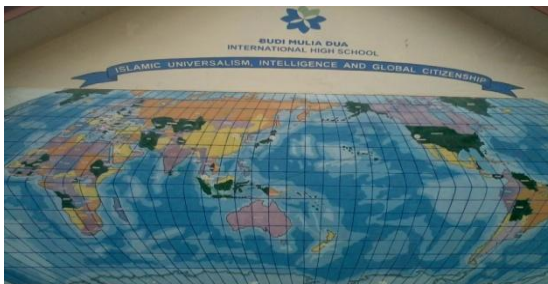 BUDI MULIA DUA
INTERNATIONAL HIGH SCHOOL
ISLAMIC UNIVERSALISM, INTELLIGENCE AND GLOBAL CITIZENSHIP